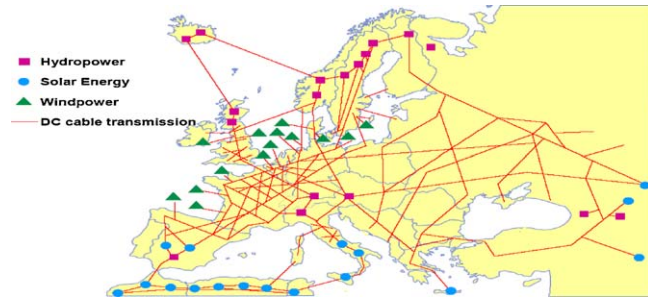 Hydropower
Solar Energy
Windpower
DC cable transmission